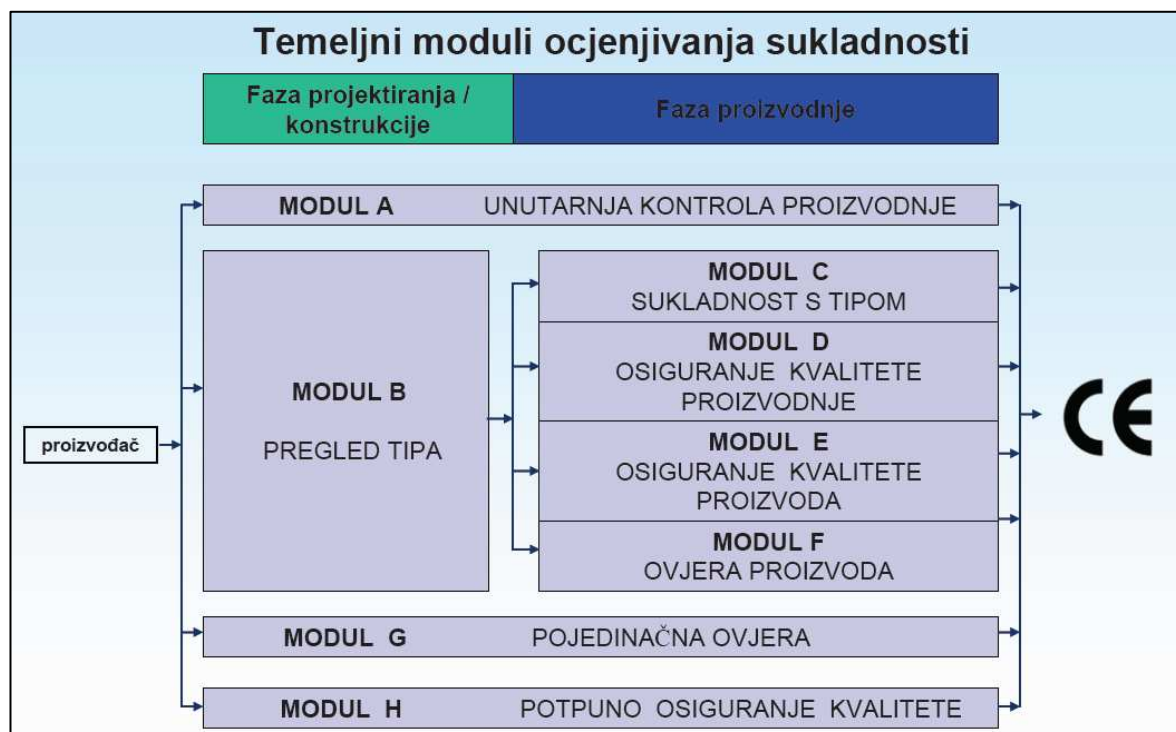 Temeljni moduli ocjenjivanja sukladnosti
Faza projektiranja /
konstrukcije
Faza proizvodnje
MODUL A UNUTARNJA KONTROLA PROIZVODNJE
proizvođač
MODUL B
PREGLED TIPA
MODUL C
SUKLADNOST S TIPOM
MODUL D
OSIGURANJE KVALITETE
PROIZVODNJE
MODUL E
OSIGURANJE KVALITETE
PROIZVODA
MODUL F
OVJERA PROIZVODA
CE
MODUL G POJEDINAČNA OVJERA
MODUL H POTPUNO OSIGURANJE KVALITETE